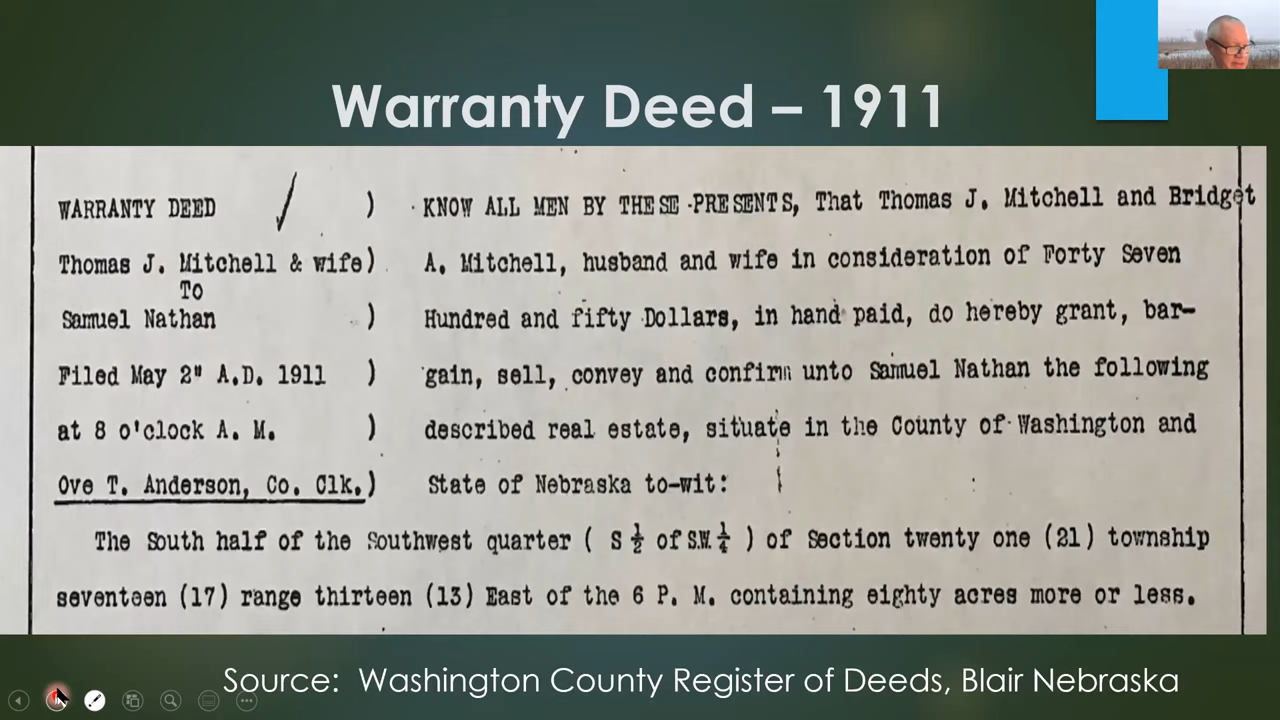 Warranty Deed – 1911
WARRANTY DEED ) KNOW ALL MEN BY THESE PRESENTS, That Thomas J. Mitchell and Bridget
Thomas J. Mitchell & wife) A. Mitchell, husband and wife in consideration of Forty Seven
To
Samuel Nathan ) Hundred and fifty Dollars, in hand paid, do hereby grant, bar-
Filed May 2" A.D. 1911 ) gain, sell, convey and confirm unto Samuel Nathan the following
at 8 o'clock A. M. ) described real estate, situate in the County of Washington and
Ove T. Anderson, Co. Clk.) State of Nebraska to-wit:
The South half of the Southwest quarter ( S ½ of S.W. ¼ ) of Section twenty one (21) township
seventeen (17) range thirteen (13) East of the 6 P. M. containing eighty acres more or less.
Source: Washington County Register of Deeds, Blair Nebraska